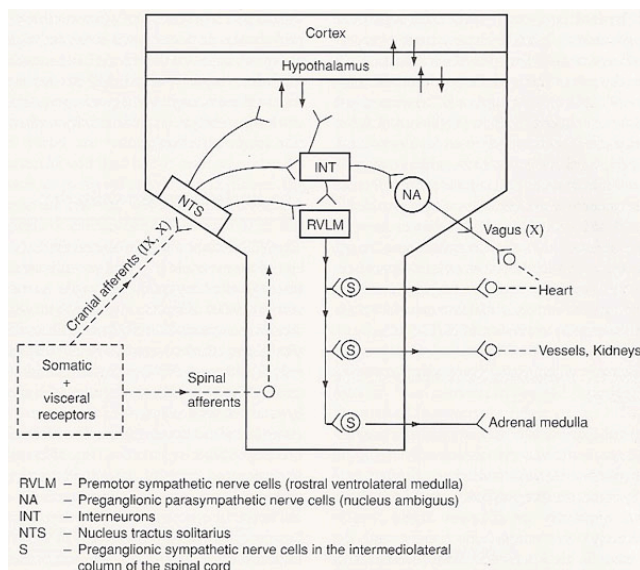 Cortex
Hypothalamus
INT
NTS
NA
RVLM
Vagus (X)
Cranial afferents (IX, X)
S
Heart
Somatic
+
visceral
receptors
Spinal
afferents
S
Vessels, Kidneys
S
Adrenal medulla
RVLM – Premotor sympathetic nerve cells (rostral ventrolateral medulla)
NA – Preganglionic parasympathetic nerve cells (nucleus ambiguus)
INT – Interneurons
NTS – Nucleus tractus solitarius
S – Preganglionic sympathetic nerve cells in the intermediolateral
column of the spinal cord